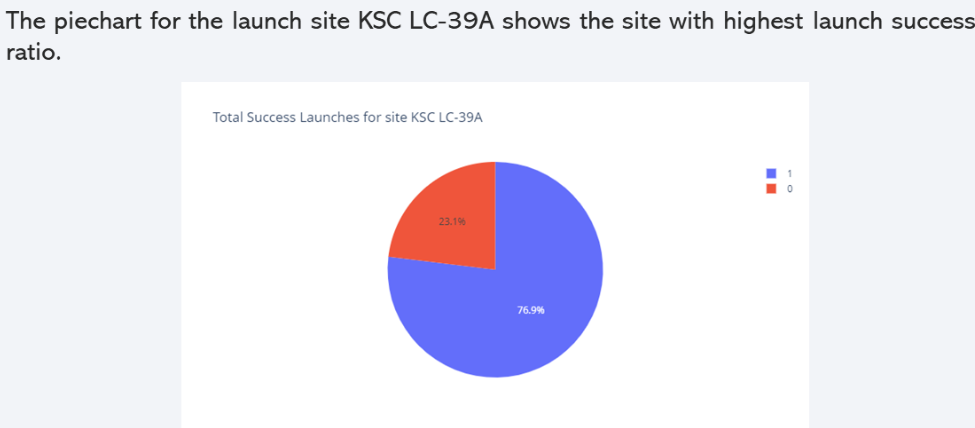 The piechart for the launch site KSC LC-39A shows the site with highest launch success
ratio.
Total Success Launches for site KSC LC-39A
1
0
23.1%
76.9%